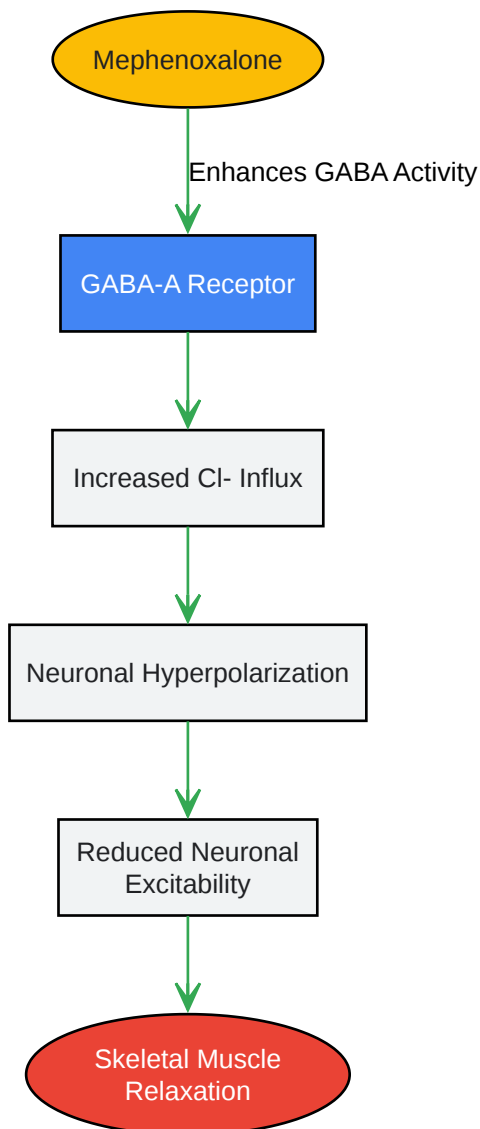 Mephenoxalone
Enhances GABA Activity
GABA-A Receptor
Increased Cl- Influx
Neuronal Hyperpolarization
Reduced Neuronal
Excitability
Skeletal Muscle
Relaxation